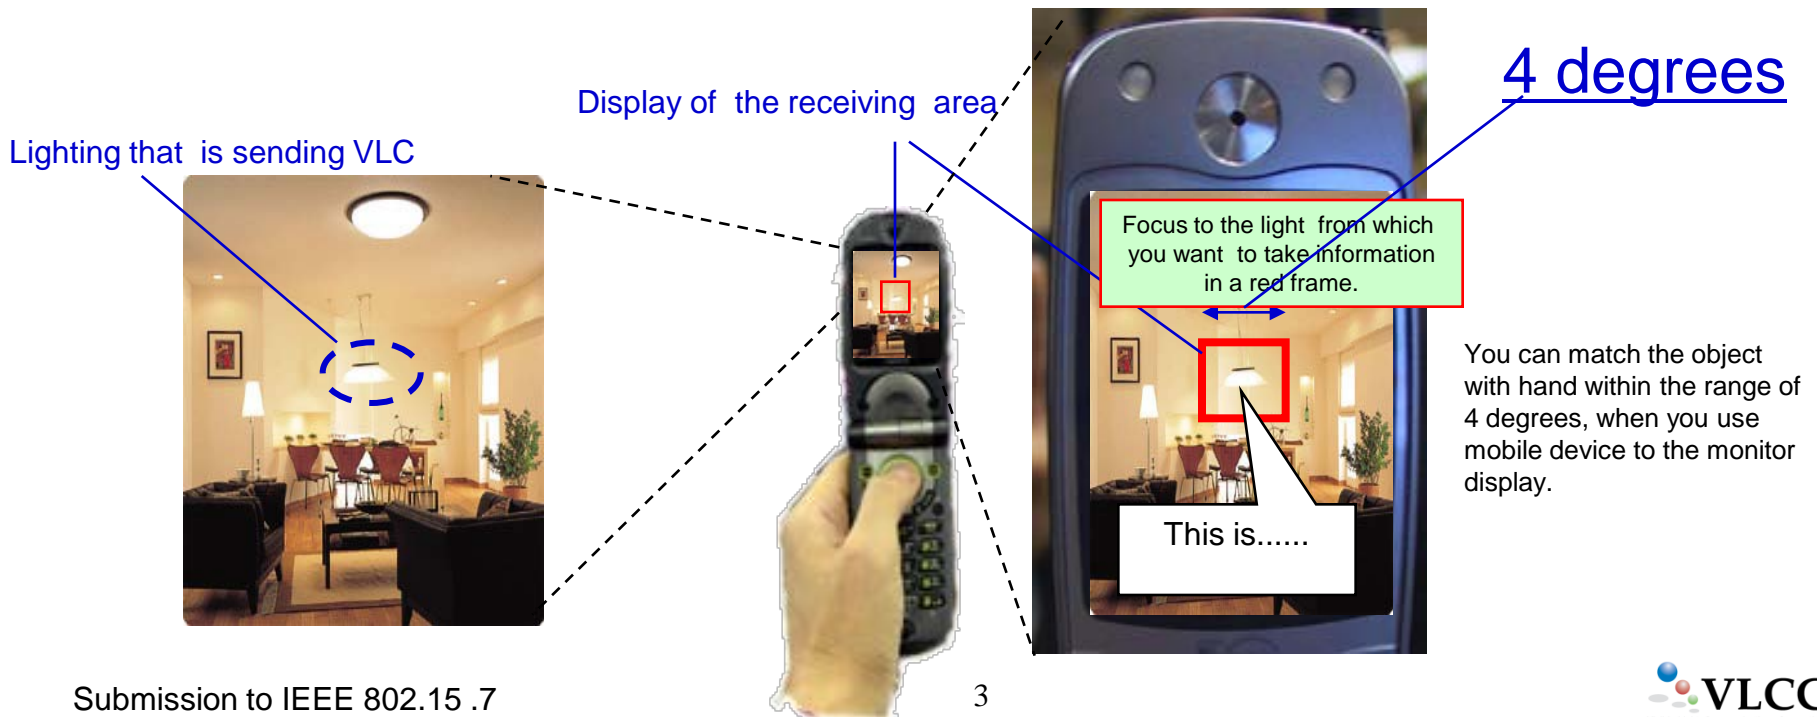 4 degrees
Display of the receiving area
Lighting that is sending VLC
Focus to the light from which
you want to take information
in a red frame.
You can match the object
with hand within the range of
4 degrees, when you use
mobile device to the monitor
display.
This is......
Submission to IEEE 802.15 .7
3
VLCC